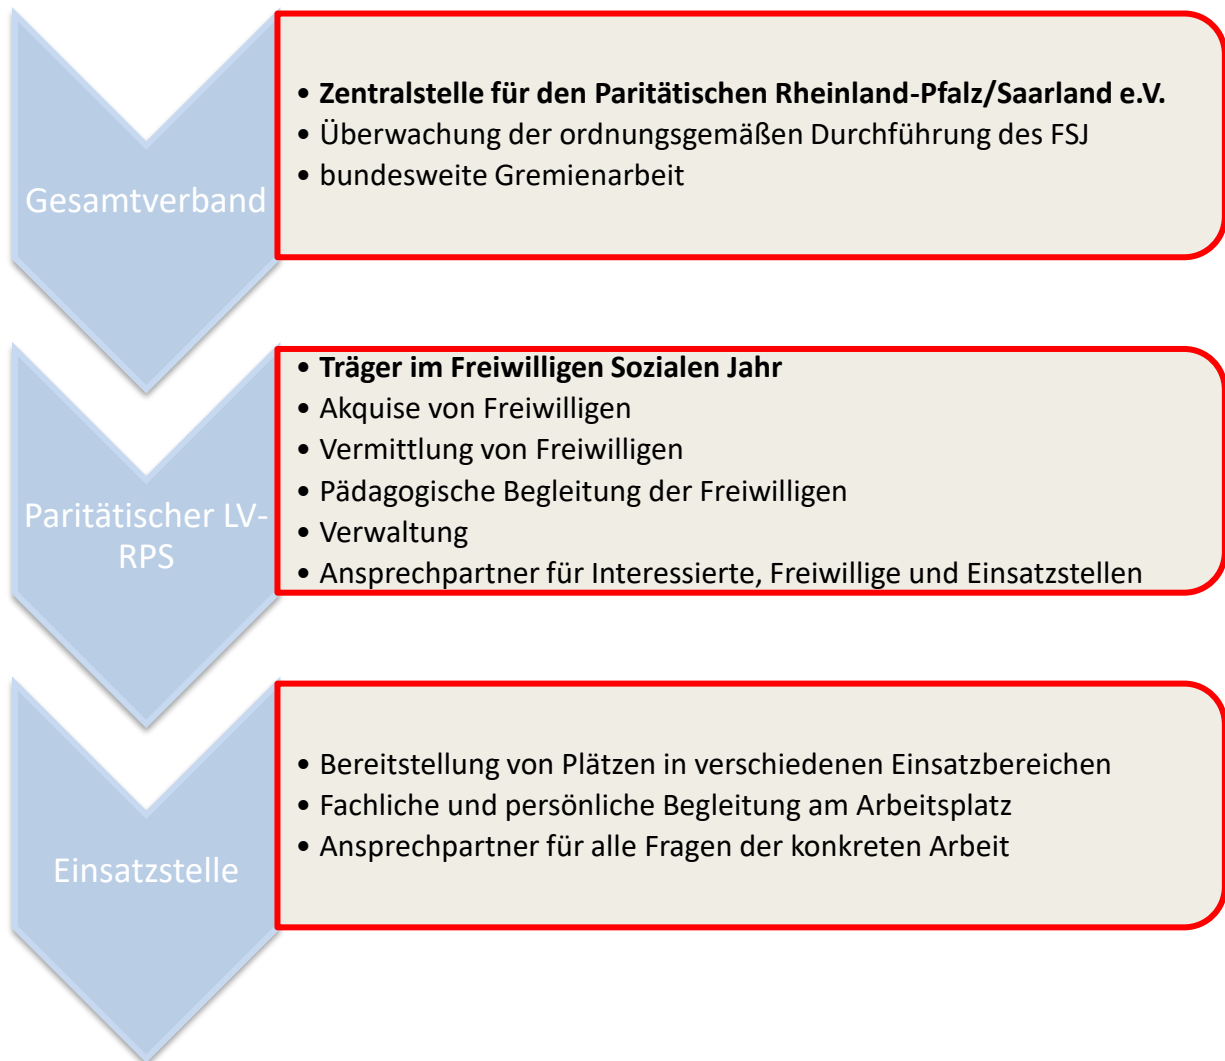 Gesamtverband
• Zentralstelle für den Paritätischen Rheinland-Pfalz/Saarland e.V.
• Überwachung der ordnungsgemäßen Durchführung des FSJ
• bundesweite Gremienarbeit
Paritätischer LV-
RPS
• Träger im Freiwilligen Sozialen Jahr
• Akquise von Freiwilligen
• Vermittlung von Freiwilligen
• Pädagogische Begleitung der Freiwilligen
• Verwaltung
• Ansprechpartner für Interessierte, Freiwillige und Einsatzstellen
Einsatzstelle
• Bereitstellung von Plätzen in verschiedenen Einsatzbereichen
• Fachliche und persönliche Begleitung am Arbeitsplatz
• Ansprechpartner für alle Fragen der konkreten Arbeit